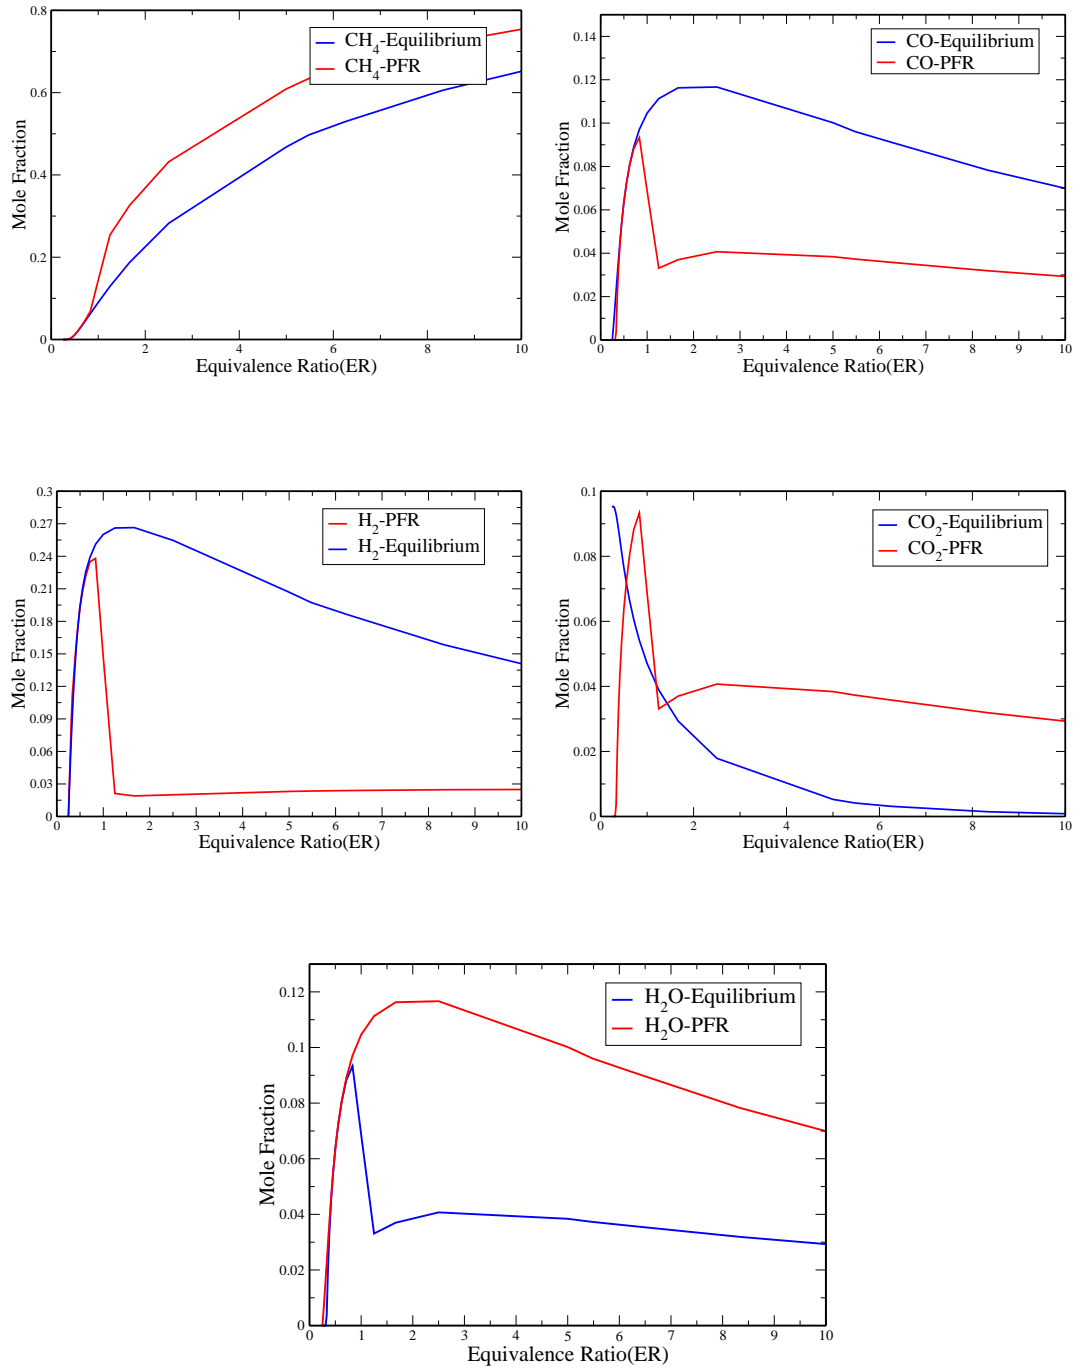 0.8
0.6
0.4
0.2
0
Mole Fraction
CH4-Equilibrium
CH4-PFR
0 2 4 6 8 10
Equivalence Ratio(ER)
0.14
0.12
0.1
0.08
0.06
0.04
0.02
0
Mole Fraction
CO-Equilibrium
CO-PFR
0 1 2 3 4 5 6 7 8 9 10
Equivalence Ratio(ER)
0.3
0.27
0.24
0.21
0.18
0.15
0.12
0.09
0.06
0.03
0
Mole Fraction
H2-PFR
H2-Equilibrium
0 1 2 3 4 5 6 7 8 9 10
Equivalence Ratio(ER)
0.1
0.08
0.06
0.04
0.02
0
Mole Fraction
CO2-Equilibrium
CO2-PFR
0 2 4 6 8 10
Equivalence Ratio(ER)
0.12
0.1
0.08
0.06
0.04
0.02
0
Mole Fraction
H2O-Equilibrium
H2O-PFR
0 1 2 3 4 5 6 7 8 9 10
Equivalence Ratio(ER)